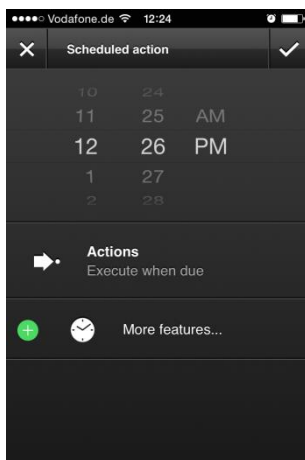 Vodafone.de 12:24
Scheduled action
10 24
11 25 AM
12 26 PM
1 27
2 28
Actions
Execute when due
More features...